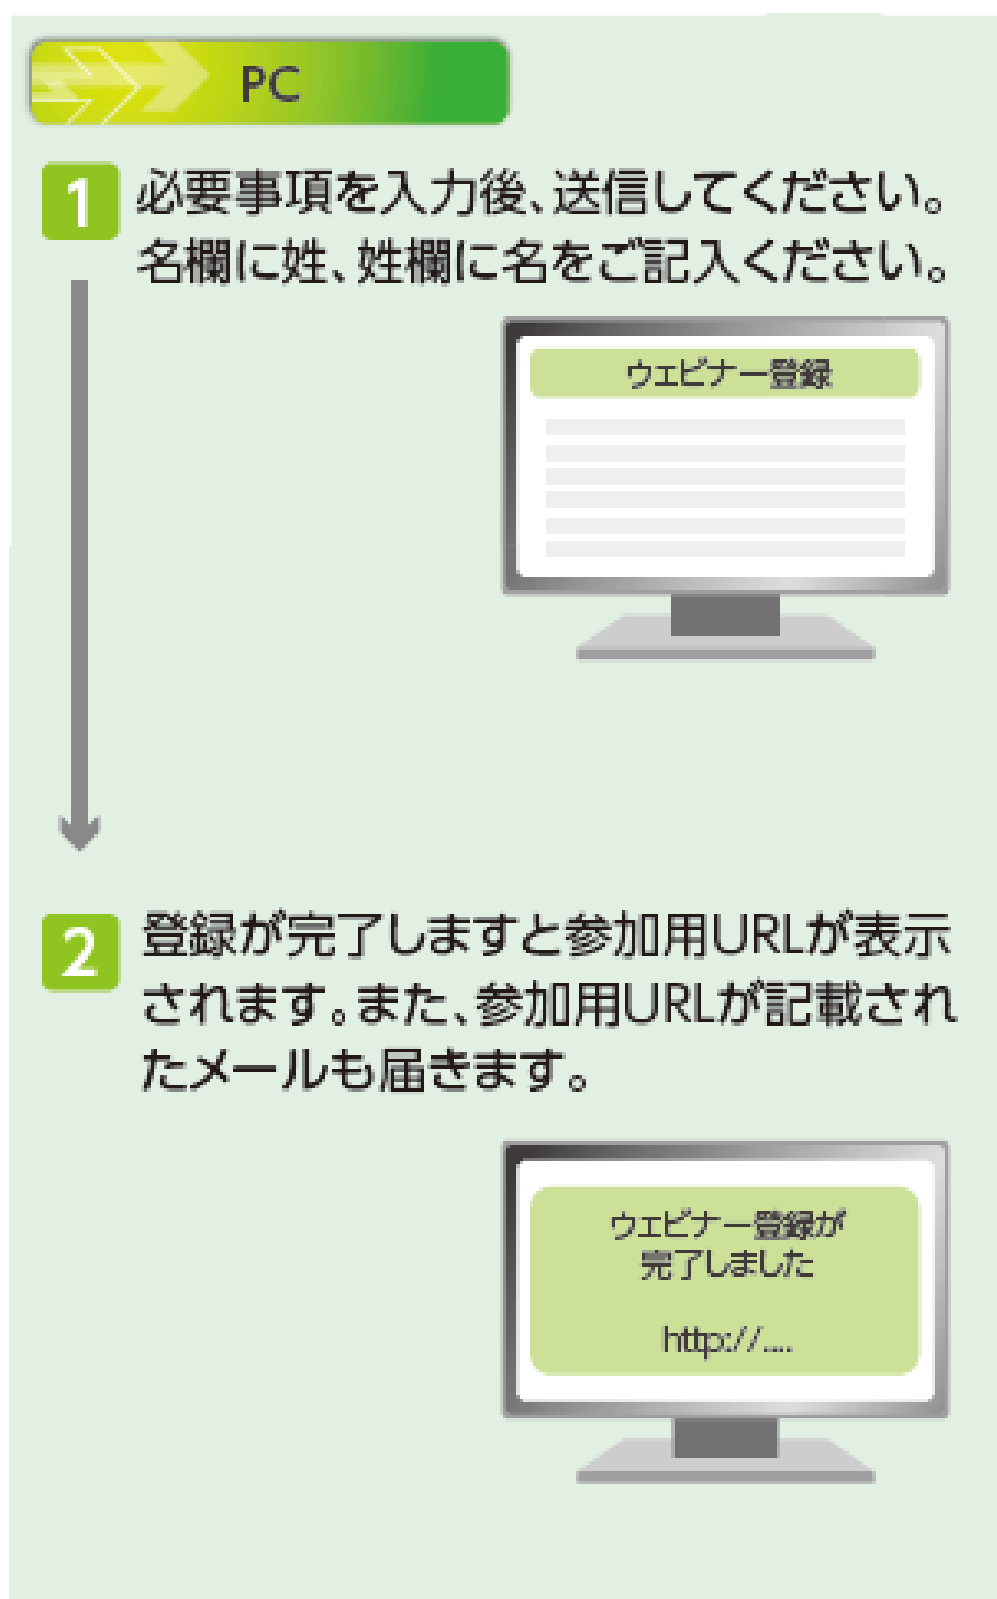 PC
1
必要事項を入力後、送信してください。
名欄に姓、姓欄に名をご記入ください。
ウェビナー登録
2
登録が完了しますと参加用URLが表示
されます。また、参加用URLが記載され
たメールも届きます。
ウェビナー登録が
完了しました
http://....